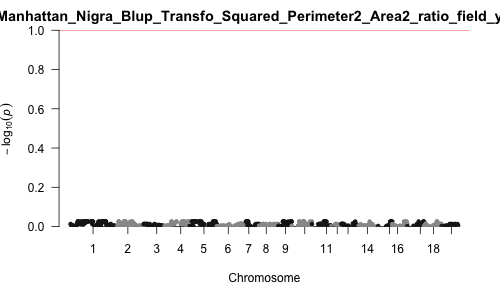 Manhattan_Nigra_Blup_Transfo_Squared_Perimeter2_Area2_ratio_field_y
1.0
0.8
0.6
0.4
0.2
0.0
− log10(p)
1 2 3 4 5 6 7 8 9 11 14 16 18
Chromosome